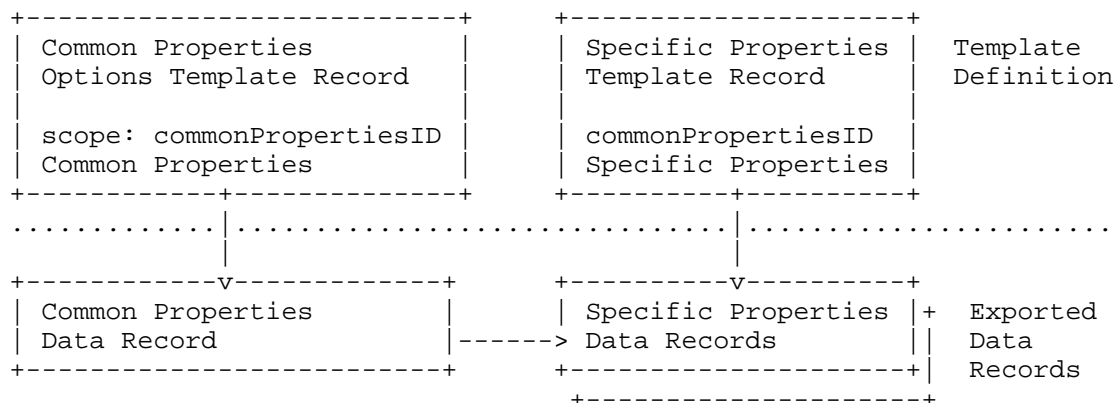 Common Properties
Options Template Record
scope: commonPropertiesID
Common Properties
Specific Properties
Template Record
commonPropertiesID
Specific Properties
Template
Definition
Common Properties
Data Record
Specific Properties
Data Records
Exported
Data
Records